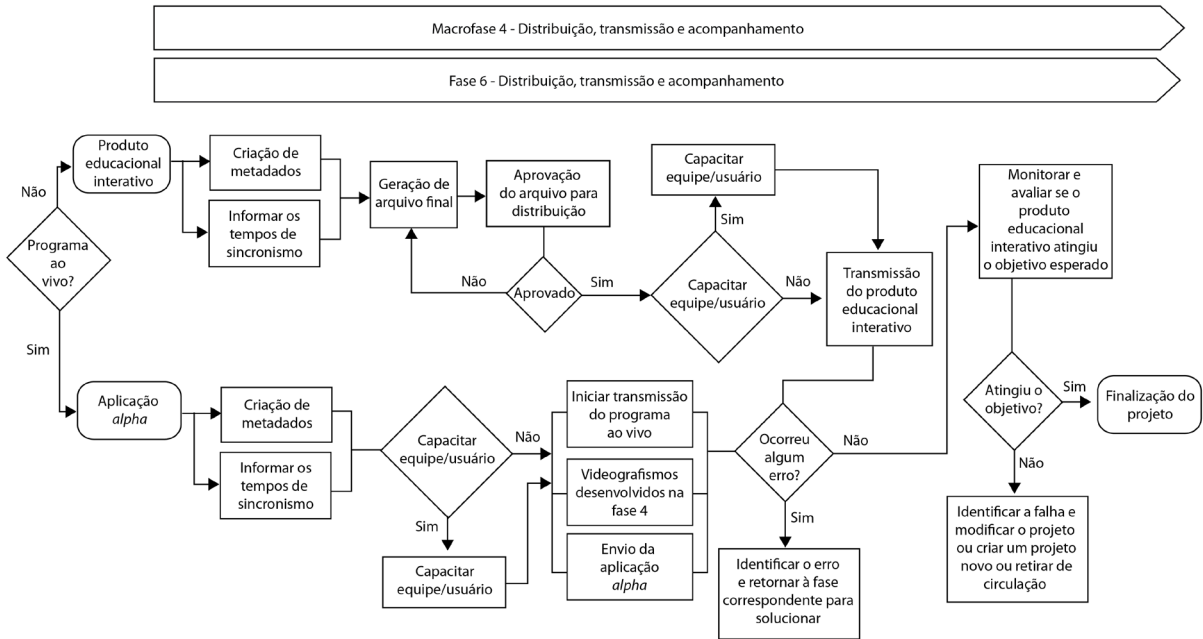 Macrofase 4 - Distribuição, transmissão e acompanhamento
Fase 6 - Distribuição, transmissão e acompanhamento
Programa
ao
vivo?
Não
Sim
Produto
educacional
interativo
Criação de
metadados
Informar os
tempos de
sincronismo
Geração de
arquivo final
Aprovação
do arquivo para
distribuição
Aprovado
Não
Sim
Capacitar
equipe/usuário
Sim
Capacitar
equipe/usuário
Não
Transmissão
do produto
educacional
interativo
Monitorar e
avaliar se o
produto
educacional
interativo atingiu
o objetivo esperado
Aplicação
alpha
Criação de
metadados
Informar os
tempos de
sincronismo
Capacitar
equipe/usuário
Não
Sim
Capacitar
equipe/usuário
Iniciar transmissão
do programa
ao vivo
Videografismos
desenvolvidos na
fase 4
Envio da
aplicação
alpha
Ocorreu
algum
erro?
Não
Sim
Identificar o erro
e retornar à fase
correspondente para
solucionar
Atingiu o
objetivo?
Sim
Finalização do
projeto
Não
Identificar a falha e
modificar o projeto
ou criar um projeto
novo ou retirar de
circulação